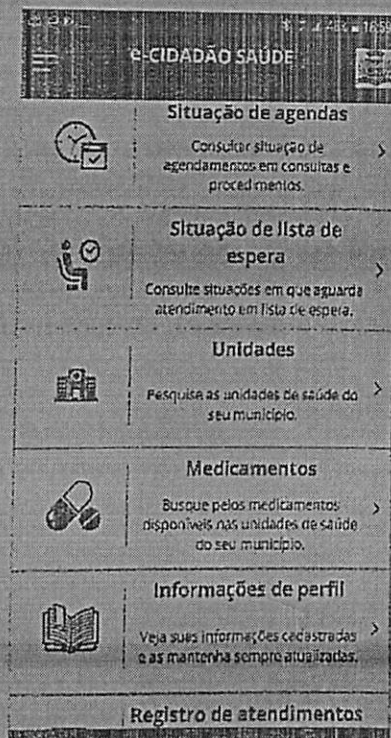 16:59
e-CIDADÃO SAÚDE
Situação de agendas
Consultar situação de
agendamentos em consultas e
procedimentos.
Situação de lista de
espera
Consulte situações em que aguarda
atendimento em lista de espera.
Unidades
Pesquise as unidades de saúde do
seu município.
Medicamentos
Busque pelos medicamentos
disponíveis nas unidades de saúde
do seu município.
Informações de perfil
Veja suas informações cadastradas
e as mantenha sempre atualizadas.
Registro de atendimentos